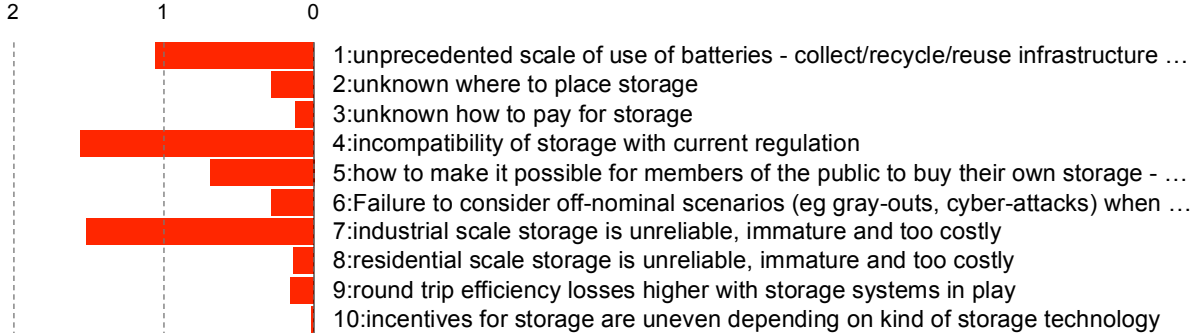 2 1 0
1:unprecedented scale of use of batteries - collect/recycle/reuse infrastructure …
2:unknown where to place storage
3:unknown how to pay for storage
4:incompatibility of storage with current regulation
5:how to make it possible for members of the public to buy their own storage - …
6:Failure to consider off-nominal scenarios (eg gray-outs, cyber-attacks) when …
7:industrial scale storage is unreliable, immature and too costly
8:residential scale storage is unreliable, immature and too costly
9:round trip efficiency losses higher with storage systems in play
10:incentives for storage are uneven depending on kind of storage technology